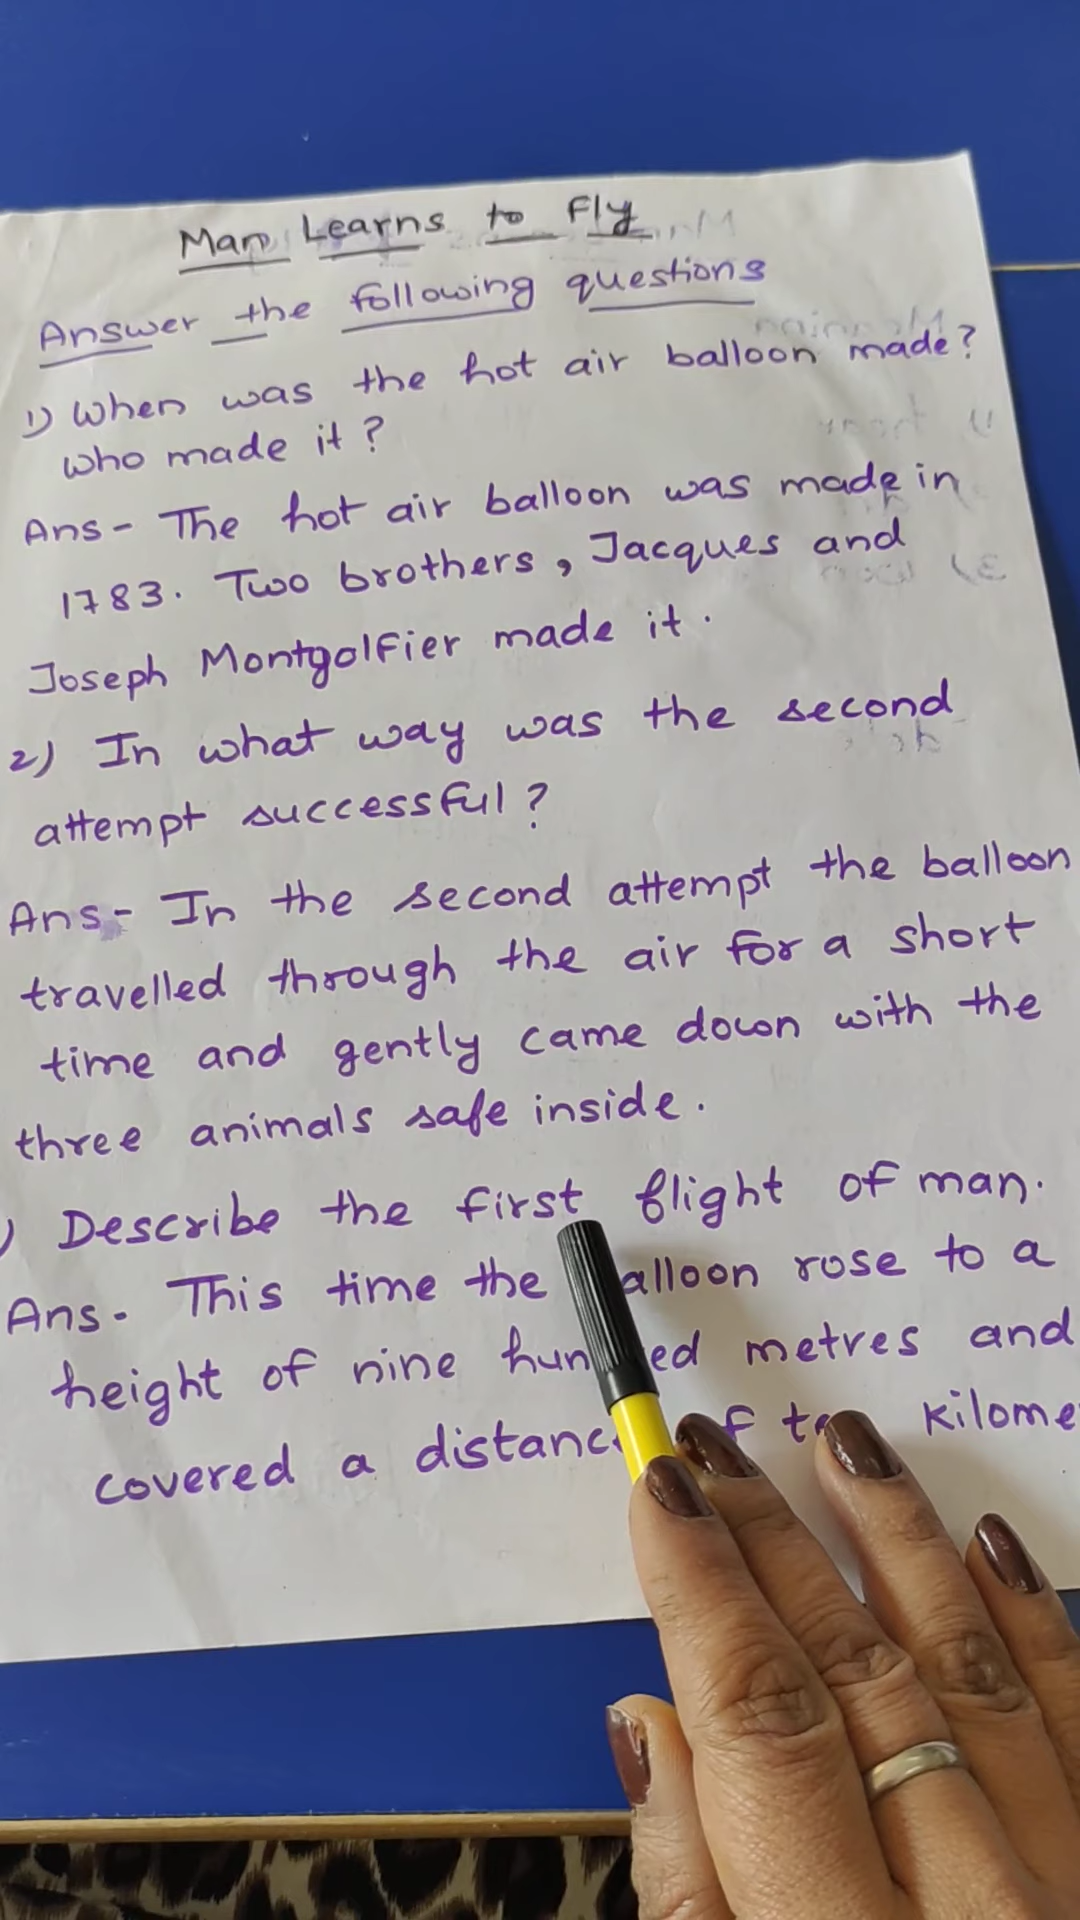 Man Learns to Fly
Answer the following questions
1) When was the hot air balloon made?
who made it?
Ans- The hot air balloon was made in
1783. Two brothers, Jacques and
Joseph Montgolfier made it.
2) In what way was the second
attempt successful?
Ans- In the second attempt the balloon
travelled through the air for a short
time and gently came down with the
three animals safe inside.
) Describe the first flight of man.
Ans. This time the alloon rose to a
height of nine hun ed metres and
covered a distanc f kilome